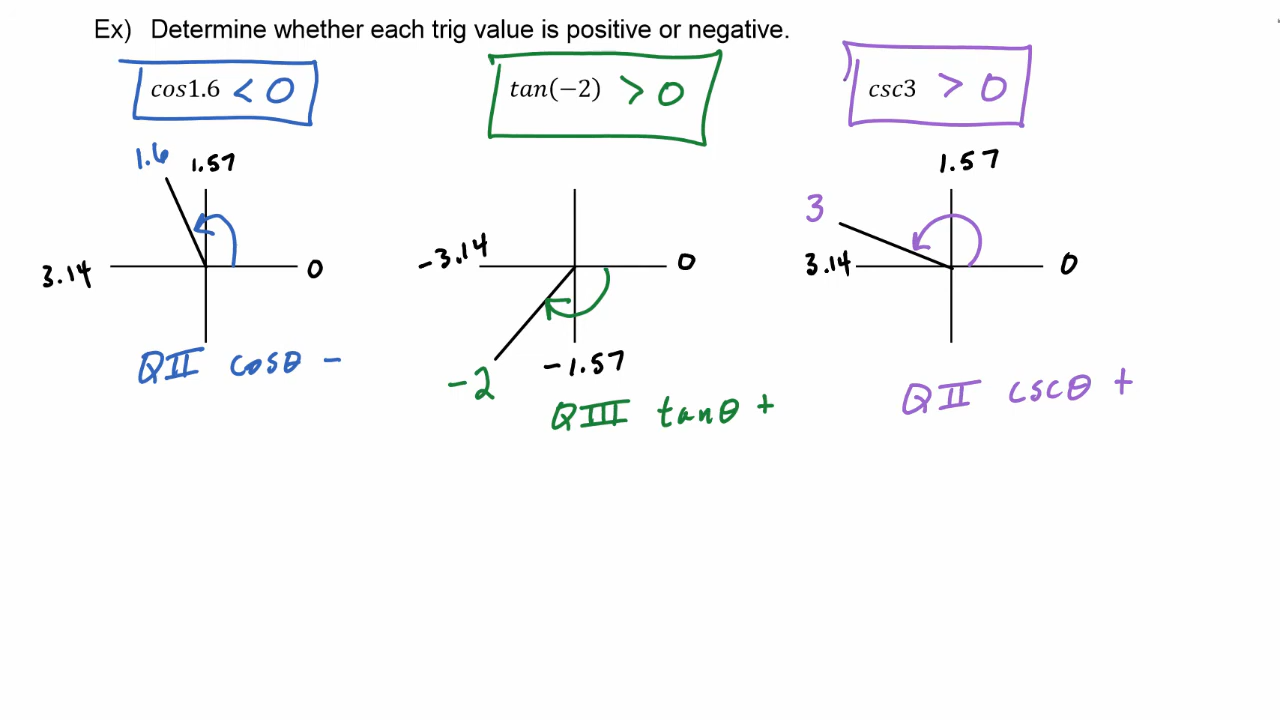 Ex) Determine whether each trig value is positive or negative.
cos1.6 < 0
tan(−2) > 0
csc3 > 0
1.6 1.57
3.14 0
QII cosθ −
-3.14 0
-2 -1.57
QIII tanθ +
1.57
3
3.14 0
QII cscθ +